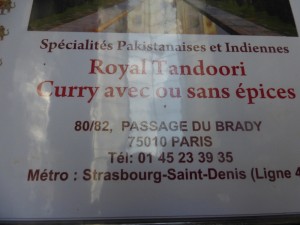 Spécialités Pakistanaises et Indiennes
Royal Tandoori
Curry avec ou sans épices
80/82, PASSAGE DU BRADY
75010 PARIS
Tél: 01 45 23 39 35
Métro : Strasbourg-Saint-Denis (Ligne 4